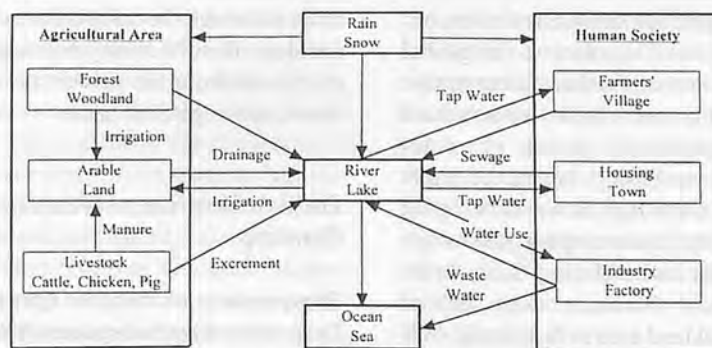 Agricultural Area
Rain
Snow
Human Society
Forest
Woodland
Tap Water
Farmers'
Village
Irrigation
Drainage
Sewage
Arable
Land
River
Lake
Housing
Town
Irrigation
Tap Water
Manure
Water Use
Livestock
Cattle, Chicken, Pig
Excrement
Waste
Water
Industry
Factory
Ocean
Sea